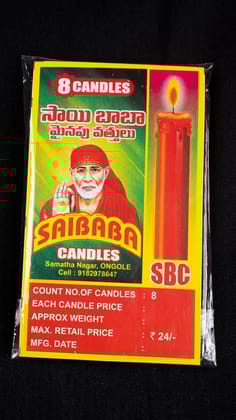 8 CANDLES
సాయి బాబా
మైనపు వత్తులు
SAIBABA
CANDLES
Samatha Nagar, ONGOLE
Cell : 9182978647
SBC
COUNT NO.OF CANDLES : 8
EACH CANDLE PRICE :
APPROX WEIGHT :
MAX. RETAIL PRICE : ₹ 24/-
MFG. DATE :